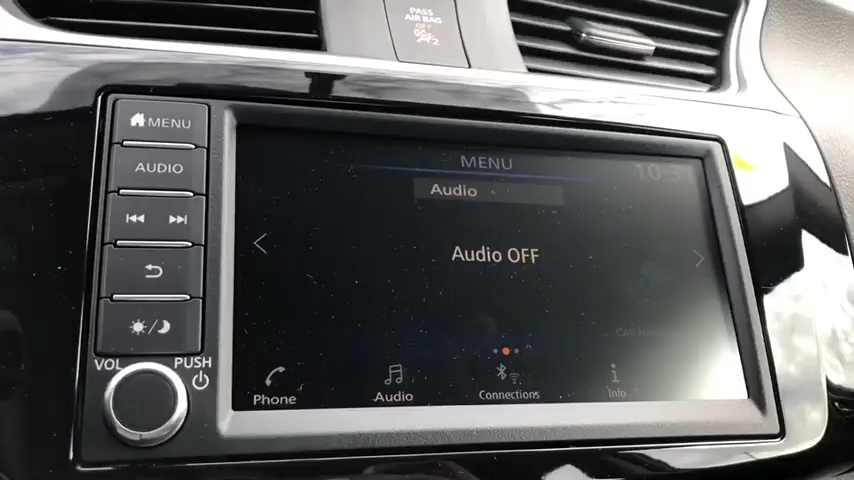 PASS
AIR BAG
OFF
MENU
AUDIO
VOL
PUSH
MENU
Audio
Audio OFF
Phone
Audio
Connections
Info